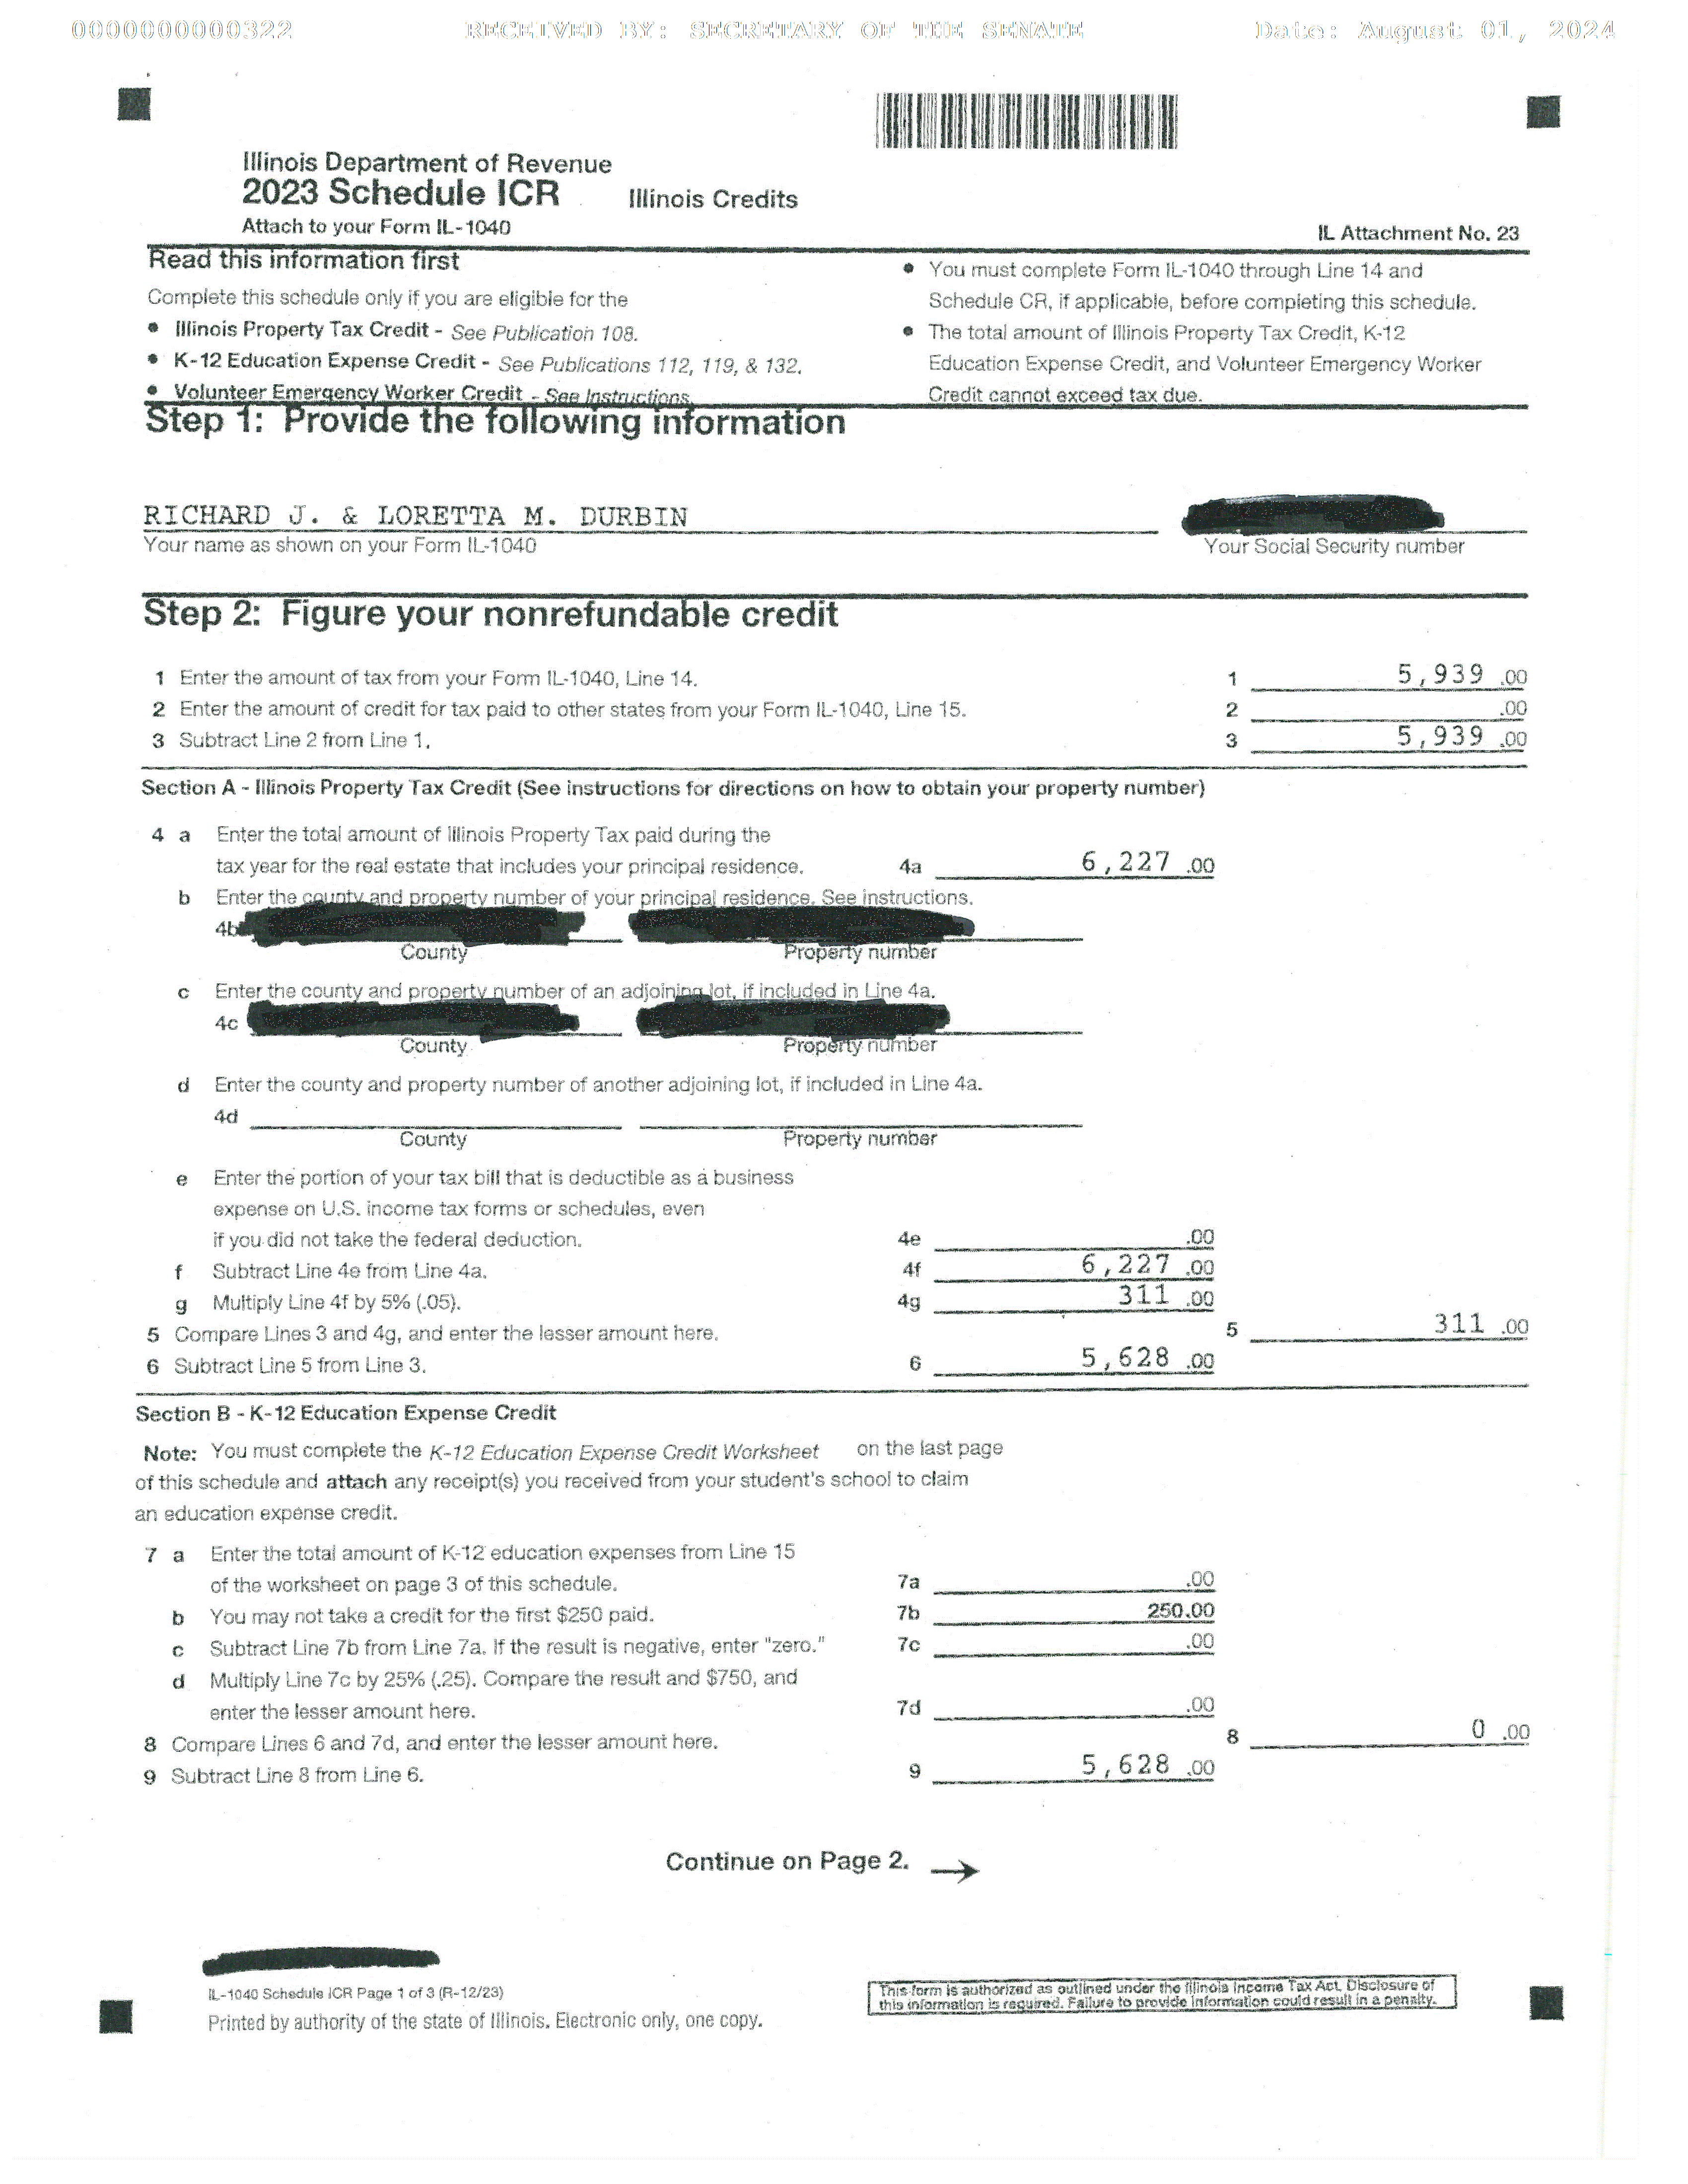 0000000000322 RECEIVED BY: SECRETARY OF THE SENATE Date: August 01, 2024
Illinois Department of Revenue
2023 Schedule ICR Illinois Credits
Attach to your Form IL-1040 IL Attachment No. 23
Read this information first
Complete this schedule only if you are eligible for the
• Illinois Property Tax Credit - See Publication 108.
• K-12 Education Expense Credit - See Publications 112, 119, & 132.
• Volunteer Emergency Worker Credit - See Instructions.
• You must complete Form IL-1040 through Line 14 and
Schedule CR, if applicable, before completing this schedule.
• The total amount of Illinois Property Tax Credit, K-12
Education Expense Credit, and Volunteer Emergency Worker
Credit cannot exceed tax due.
Step 1: Provide the following information
RICHARD J. & LORETTA M. DURBIN
Your name as shown on your Form IL-1040 Your Social Security number
Step 2: Figure your nonrefundable credit
1 Enter the amount of tax from your Form IL-1040, Line 14. 1 5,939 .00
2 Enter the amount of credit for tax paid to other states from your Form IL-1040, Line 15. 2 .00
3 Subtract Line 2 from Line 1. 3 5,939 .00
Section A - Illinois Property Tax Credit (See instructions for directions on how to obtain your property number)
4 a Enter the total amount of Illinois Property Tax paid during the
tax year for the real estate that includes your principal residence. 4a 6,227 .00
b Enter the county and property number of your principal residence. See instructions.
4b
County Property number
c Enter the county and property number of an adjoining lot, if included in Line 4a.
4c
County Property number
d Enter the county and property number of another adjoining lot, if included in Line 4a.
4d
County Property number
e Enter the portion of your tax bill that is deductible as a business
expense on U.S. income tax forms or schedules, even
if you did not take the federal deduction. 4e .00
f Subtract Line 4e from Line 4a. 4f 6,227 .00
g Multiply Line 4f by 5% (.05). 4g 311 .00
5 Compare Lines 3 and 4g, and enter the lesser amount here. 5 311 .00
6 Subtract Line 5 from Line 3. 6 5,628 .00
Section B - K-12 Education Expense Credit
Note: You must complete the K-12 Education Expense Credit Worksheet on the last page
of this schedule and attach any receipt(s) you received from your student's school to claim
an education expense credit.
7 a Enter the total amount of K-12 education expenses from Line 15
of the worksheet on page 3 of this schedule. 7a .00
b You may not take a credit for the first $250 paid. 7b 250.00
c Subtract Line 7b from Line 7a. If the result is negative, enter "zero." 7c .00
d Multiply Line 7c by 25% (.25). Compare the result and $750, and
enter the lesser amount here. 7d .00
8 Compare Lines 6 and 7d, and enter the lesser amount here. 8 0 .00
9 Subtract Line 8 from Line 6. 9 5,628 .00
Continue on Page 2. →
IL-1040 Schedule ICR Page 1 of 3 (R-12/23)
Printed by authority of the state of Illinois. Electronic only, one copy.
This form is authorized as outlined under the Illinois Income Tax Act. Disclosure of
this information is required. Failure to provide information could result in a penalty.